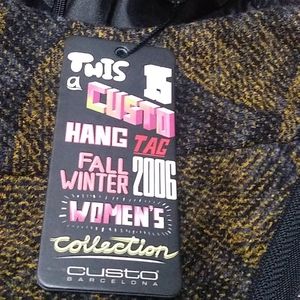 THIS IS
a CUSTO
HANG TAG
FALL
WINTER 2006
WOMEN'S
Collection
CUSTO
BARCELONA